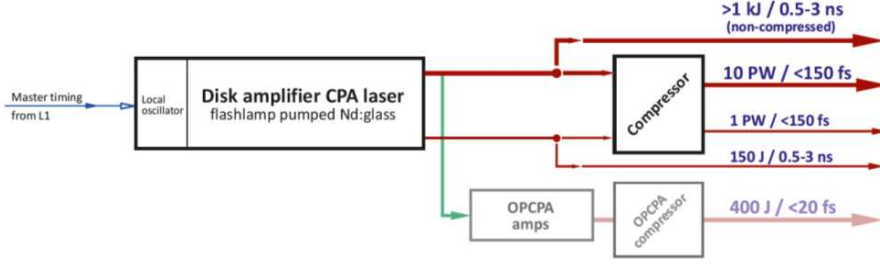 >1 kJ / 0.5-3 ns
(non-compressed)
Master timing
from L1
Local
oscillator
Disk amplifier CPA laser
flashlamp pumped Nd:glass
Compressor
10 PW / <150 fs
1 PW / <150 fs
150 J / 0.5-3 ns
OPCPA
amps
OPCPA
compressor
400 J / <20 fs